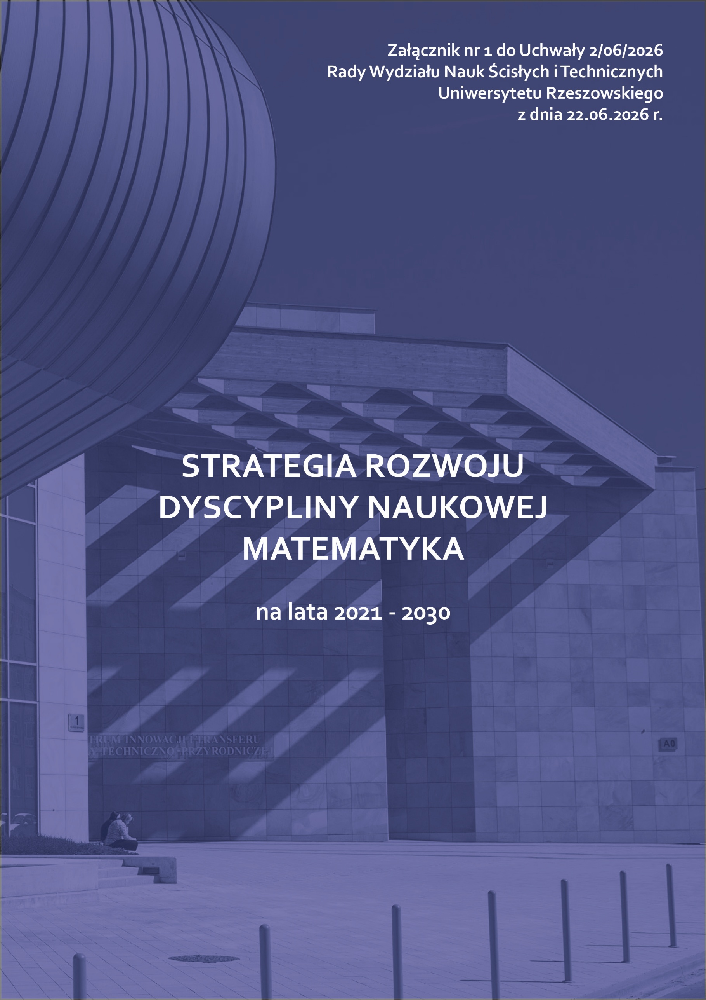 Załącznik nr 1 do Uchwały 2/06/2026
Rady Wydziału Nauk Ścisłych i Technicznych
Uniwersytetu Rzeszowskiego
z dnia 22.06.2026 r.
STRATEGIA ROZWOJU
DYSCYPLINY NAUKOWEJ
MATEMATYKA
na lata 2021 - 2030
1
TRUM INNOWACJI I TRANSFERU
Y TECHNICZNO-PRZYRODNICZEJ
A0